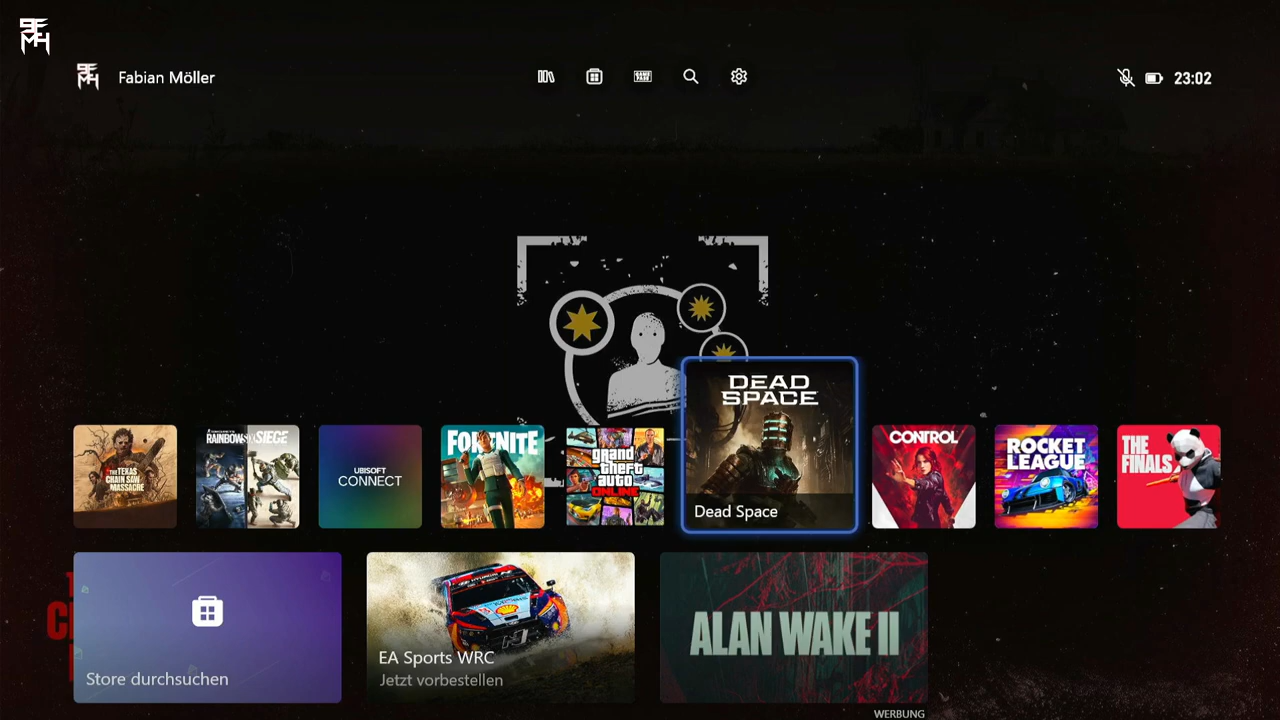 Fabian Möller
23:02
THE TEXAS
CHAIN SAW
MASSACRE
RAINBOW SIEGE
UBISOFT
CONNECT
FORTNITE
grand
theft
auto
ONLINE
DEAD
SPACE
Dead Space
CONTROL
ROCKET
LEAGUE
THE
FINALS
Store durchsuchen
EA Sports WRC
Jetzt vorbestellen
ALAN WAKE II
WERBUNG